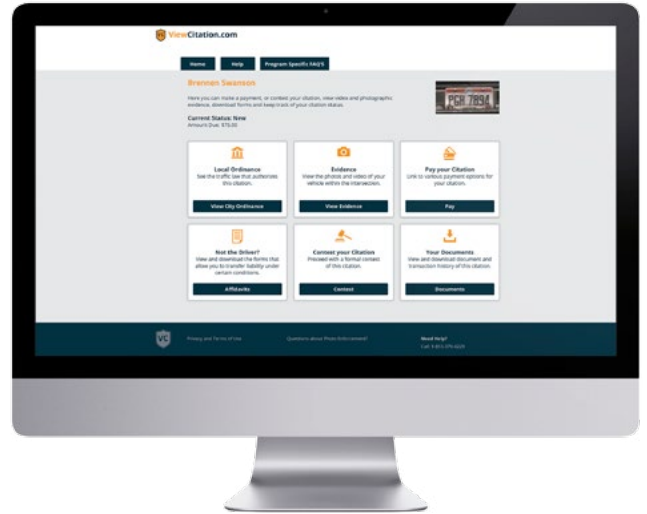 VC ViewCitation.com
Home Help Program Specific FAQ'S
Brennen Swanson
Here you can make a payment, or contest your citation, view video and photographic
evidence, download forms and keep track of your citation status.
Current Status: New
Amount Due: $75.00
PGR 7894
Local Ordinance
See the traffic law that authorizes
this citation.
View City Ordinance
Evidence
View the photos and video of your
vehicle within the intersection.
View Evidence
Pay your Citation
Link to various payment options for
your citation.
Pay
Not the Driver?
View and download the forms that
allow you to transfer liability under
certain conditions.
Affidavits
Contest your Citation
Proceed with a formal contest
of this citation.
Contest
Your Documents
View and download document and
transaction history of this citation.
Documents
VC
Privacy and Terms of Use
Questions about Photo Enforcement?
Need Help?
Call